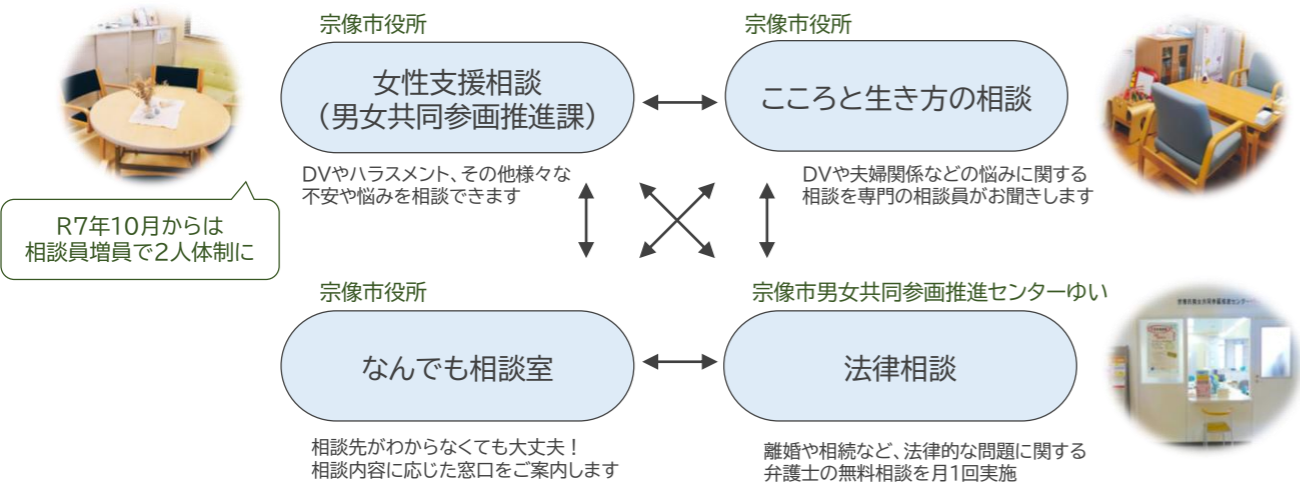 宗像市役所
女性支援相談
（男女共同参画推進課）
DVやハラスメント、その他様々な
不安や悩みを相談できます
R7年10月からは
相談員増員で2人体制に
宗像市役所
こころと生き方の相談
DVや夫婦関係などの悩みに関する
相談を専門の相談員がお聞きします
宗像市役所
なんでも相談室
相談先がわからなくても大丈夫！
相談内容に応じた窓口をご案内します
宗像市男女共同参画推進センターゆい
法律相談
離婚や相続など、法律的な問題に関する
弁護士の無料相談を月1回実施